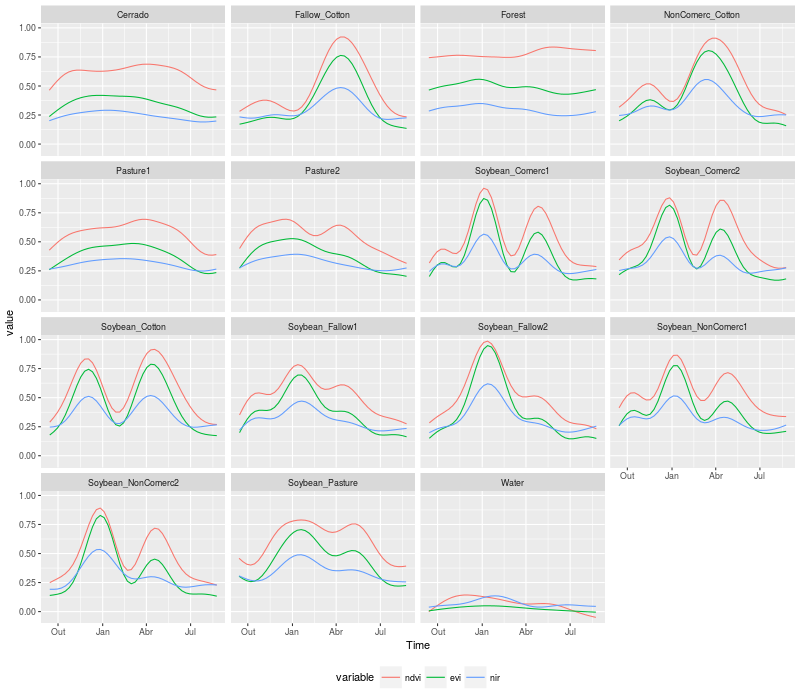 Cerrado Fallow_Cotton Forest NonComerc_Cotton
1.00
0.75
0.50
0.25
0.00
Pasture1 Pasture2 Soybean_Comerc1 Soybean_Comerc2
1.00
0.75
0.50
0.25
0.00
value
Soybean_Cotton Soybean_Fallow1 Soybean_Fallow2 Soybean_NonComerc1
1.00
0.75
0.50
0.25
0.00
Out Jan Apr Jul
Soybean_NonComerc2 Soybean_Pasture Water
1.00
0.75
0.50
0.25
0.00
Out Jan Abr Jul Out Jan Abr Jul Out Jan Abr Jul
Time
variable ndvi evi nir